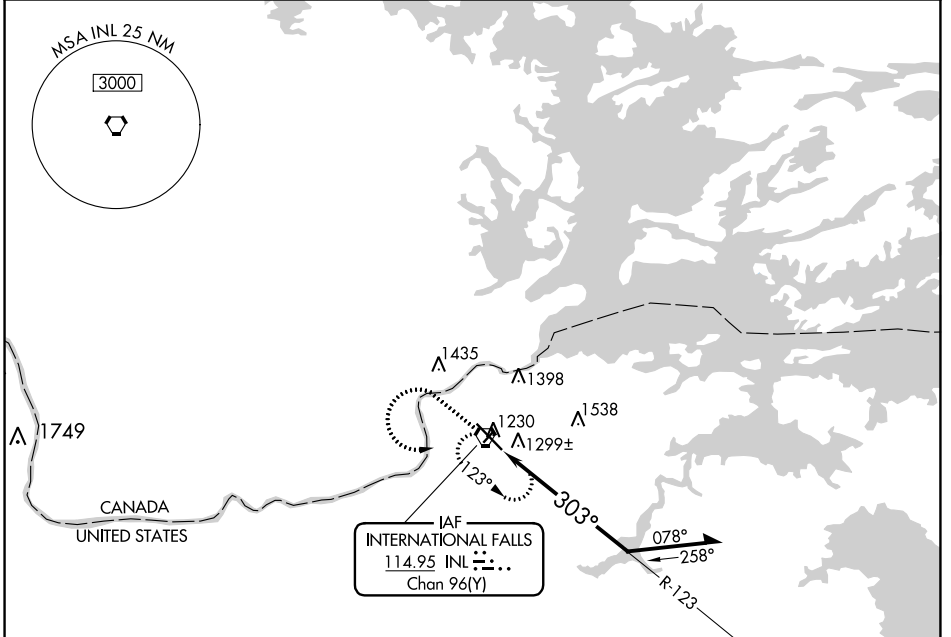 MSA INL 25 NM
3000
1435
1398
1538
1230
1299±
1749
123°
303°
CANADA
UNITED STATES
IAF
INTERNATIONAL FALLS
114.95 INL
Chan 96(Y)
078°
258°
R-123